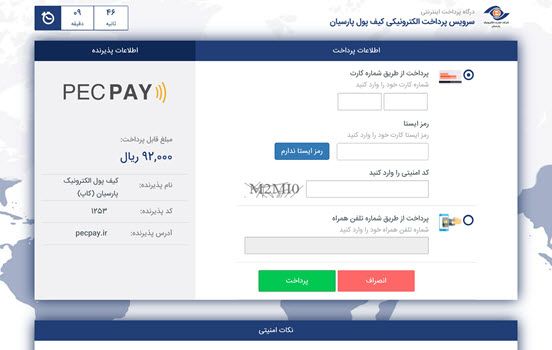 درگاه پرداخت اینترنتی
سرویس پرداخت الکترونیکی کیف پول پارسیان
۰۹ دقیقه
۴۶ ثانیه
اطلاعات پرداخت
پرداخت از طریق شماره کارت
شماره کارت خود را وارد کنید
رمز ایستا
رمز ایستا کارت خود را وارد کنید
رمز ایستا ندارم
کد امنیتی را وارد کنید
M2MI0
پرداخت از طریق شماره تلفن همراه
شماره تلفن همراه خود را وارد کنید
انصراف
پرداخت
اطلاعات پذیرنده
PECPAY
مبلغ قابل پرداخت:
۹۲,۰۰۰ ریال
نام پذیرنده: کیف پول الکترونیک پارسیان (کاپ)
کد پذیرنده: ۱۲۵۳
آدرس پذیرنده: pecpay.ir
نکات امنیتی